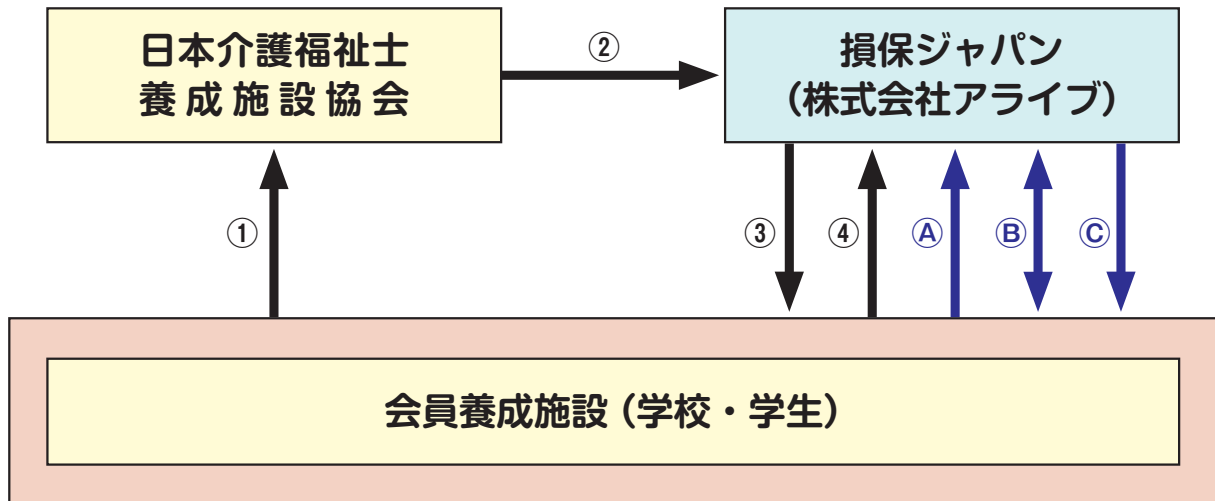 日本介護福祉士
養成施設協会
②
損保ジャパン
(株式会社アライブ)
①
③
④
Ⓐ
Ⓑ
Ⓒ
会員養成施設(学校・学生)